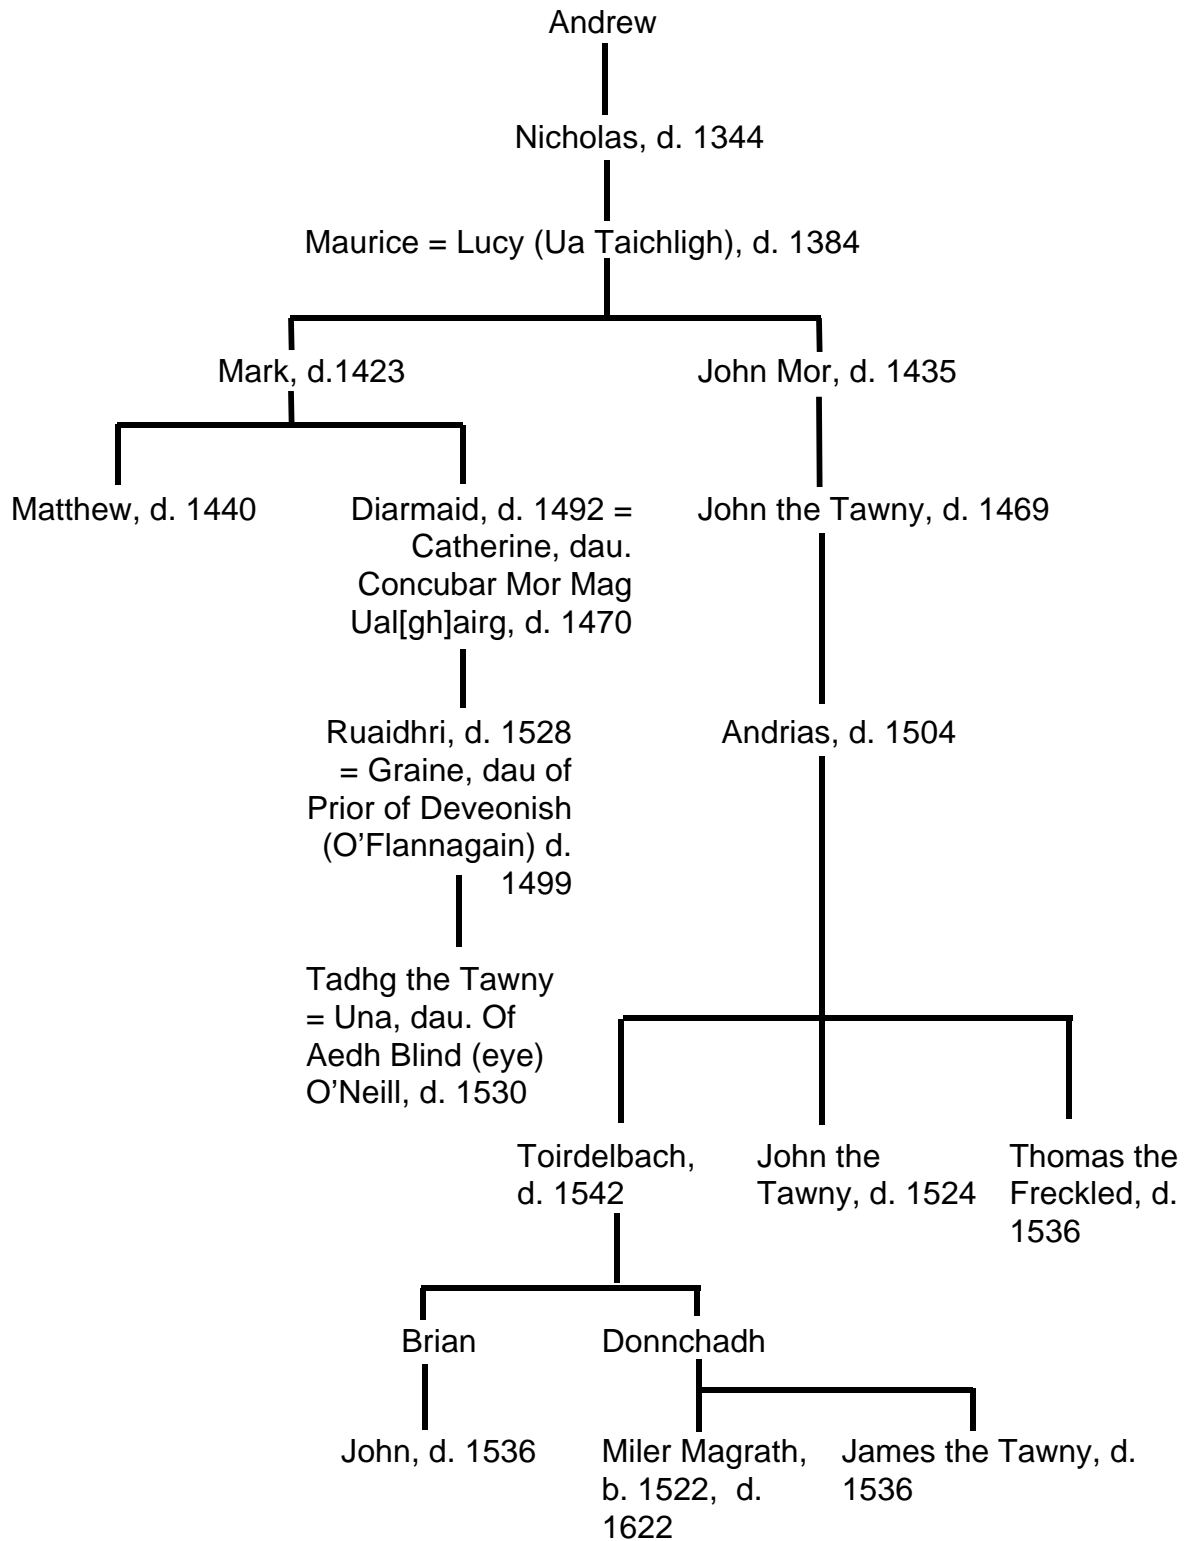 Andrew
Nicholas, d. 1344
Maurice = Lucy (Ua Taichligh), d. 1384
Mark, d.1423
John Mor, d. 1435
Matthew, d. 1440
Diarmaid, d. 1492 =
Catherine, dau.
Concubar Mor Mag
Ual[gh]airg, d. 1470
John the Tawny, d. 1469
Ruaidhri, d. 1528
= Graine, dau of
Prior of Deveonish
(O'Flannagain) d.
1499
Andrias, d. 1504
Tadhg the Tawny
= Una, dau. Of
Aedh Blind (eye)
O'Neill, d. 1530
Toirdelbach,
d. 1542
John the
Tawny, d. 1524
Thomas the
Freckled, d.
1536
Brian
Donnchadh
John, d. 1536
Miler Magrath,
b. 1522,  d.
1622
James the Tawny, d.
1536